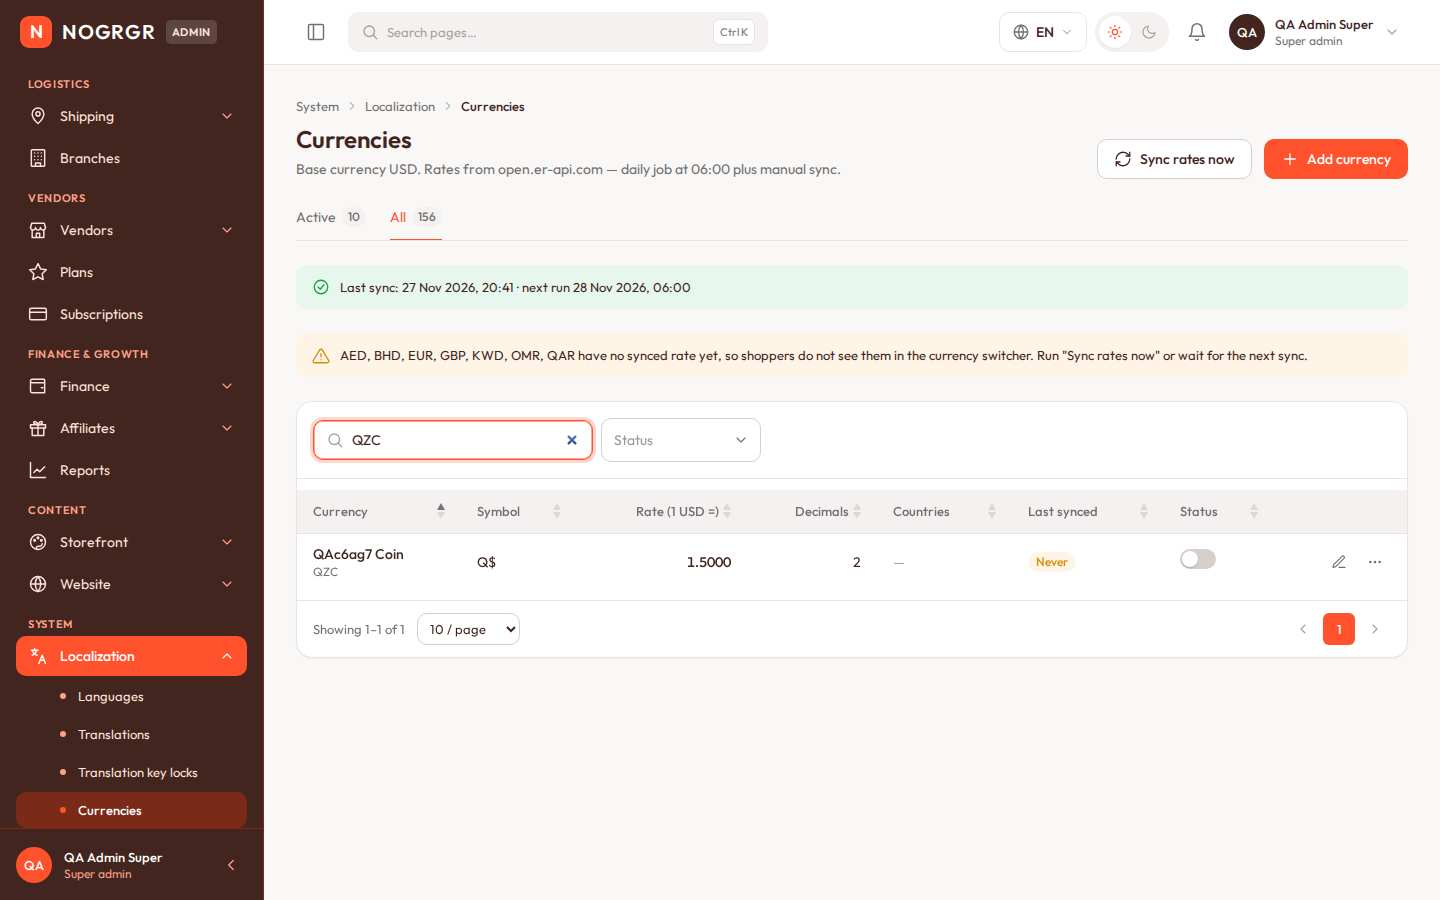 N NOGRGR ADMIN
Search pages...
Ctrl K
EN
QA
QA Admin Super
Super admin
LOGISTICS
Shipping
Branches
VENDORS
Vendors
Plans
Subscriptions
FINANCE & GROWTH
Finance
Affiliates
Reports
CONTENT
Storefront
Website
SYSTEM
Localization
Languages
Translations
Translation key locks
Currencies
QA
QA Admin Super
Super admin
System > Localization > Currencies
Currencies
Base currency USD. Rates from open.er-api.com — daily job at 06:00 plus manual sync.
Sync rates now
Add currency
Active 10
All 156
Last sync: 27 Nov 2026, 20:41 · next run 28 Nov 2026, 06:00
AED, BHD, EUR, GBP, KWD, OMR, QAR have no synced rate yet, so shoppers do not see them in the currency switcher. Run "Sync rates now" or wait for the next sync.
QZC
Status
Currency Symbol Rate (1 USD =) Decimals Countries Last synced Status
QAc6ag7 Coin
QZC
Q$ 1.5000 2 — Never
Showing 1–1 of 1
10 / page
1